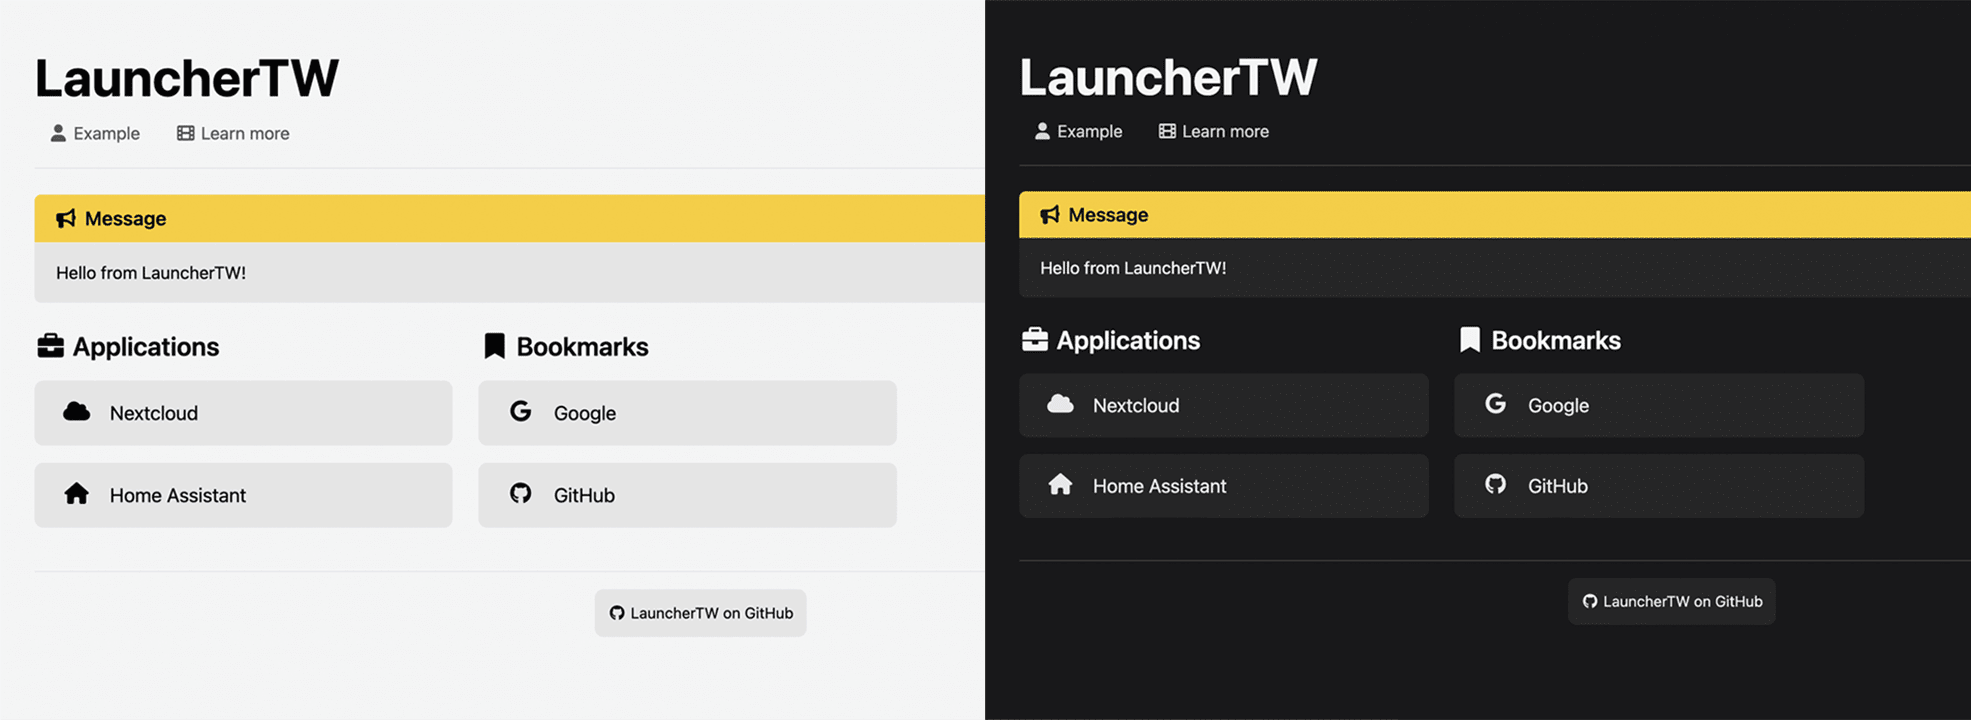 LauncherTW
Example Learn more
Message
Hello from LauncherTW!
Applications
Nextcloud
Home Assistant
Bookmarks
Google
GitHub
LauncherTW on GitHub
LauncherTW
Example Learn more
Message
Hello from LauncherTW!
Applications
Nextcloud
Home Assistant
Bookmarks
Google
GitHub
LauncherTW on GitHub